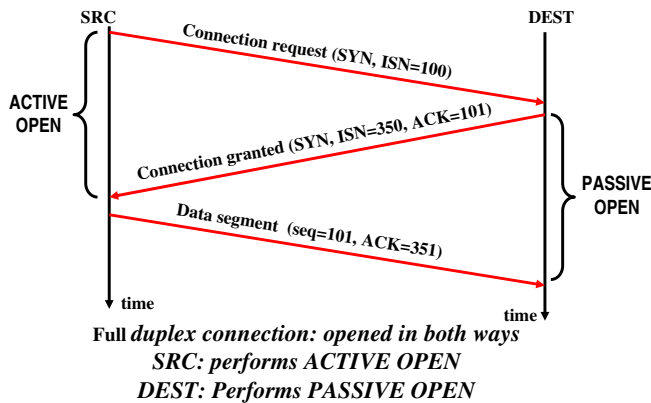 SRC
DEST
Connection request (SYN, ISN=100)
ACTIVE
OPEN
Connection granted (SYN, ISN=350, ACK=101)
PASSIVE
OPEN
Data segment (seq=101, ACK=351)
time
time
Full duplex connection: opened in both ways
SRC: performs ACTIVE OPEN
DEST: Performs PASSIVE OPEN